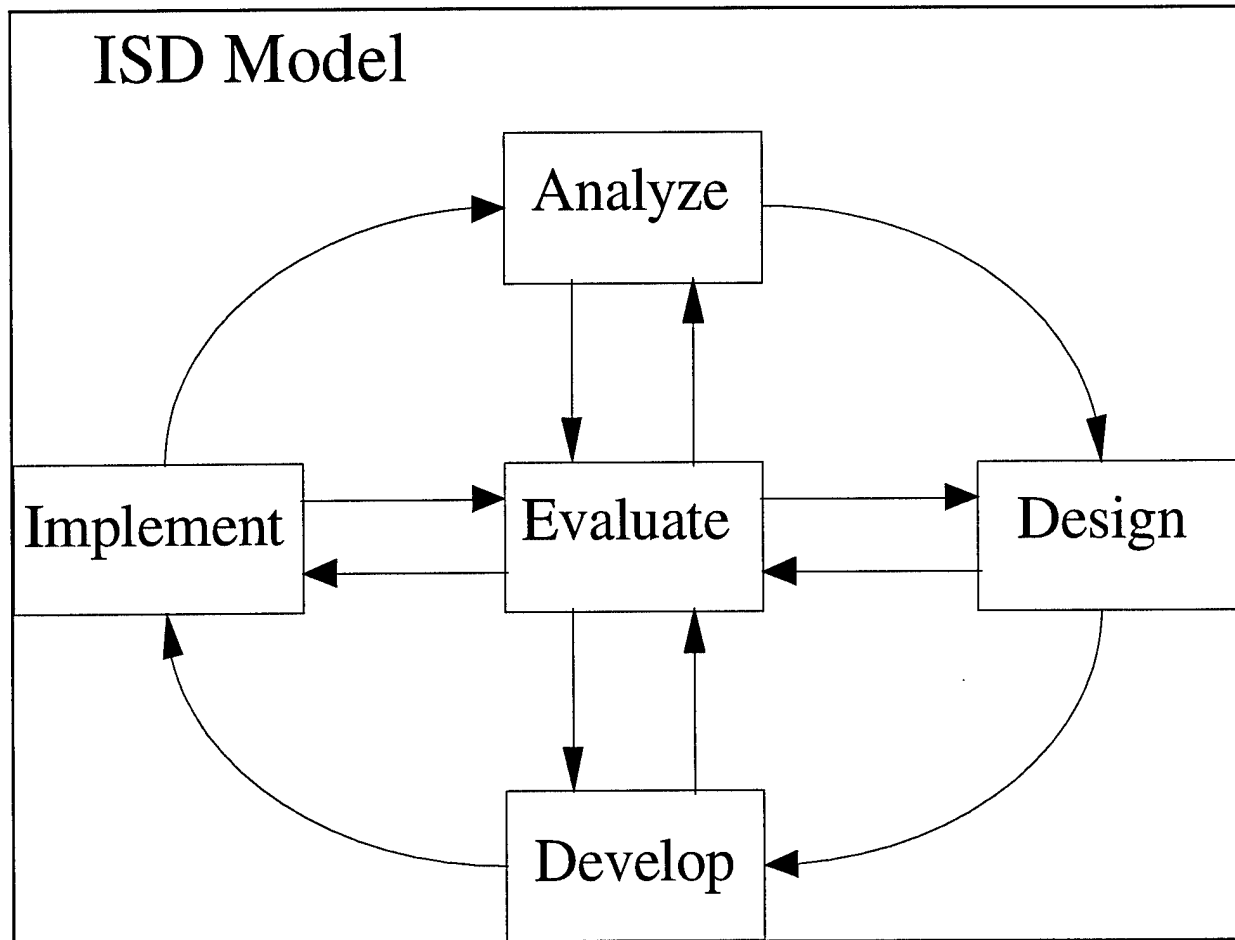 ISD Model
Analyze
Implement
Evaluate
Design
Develop